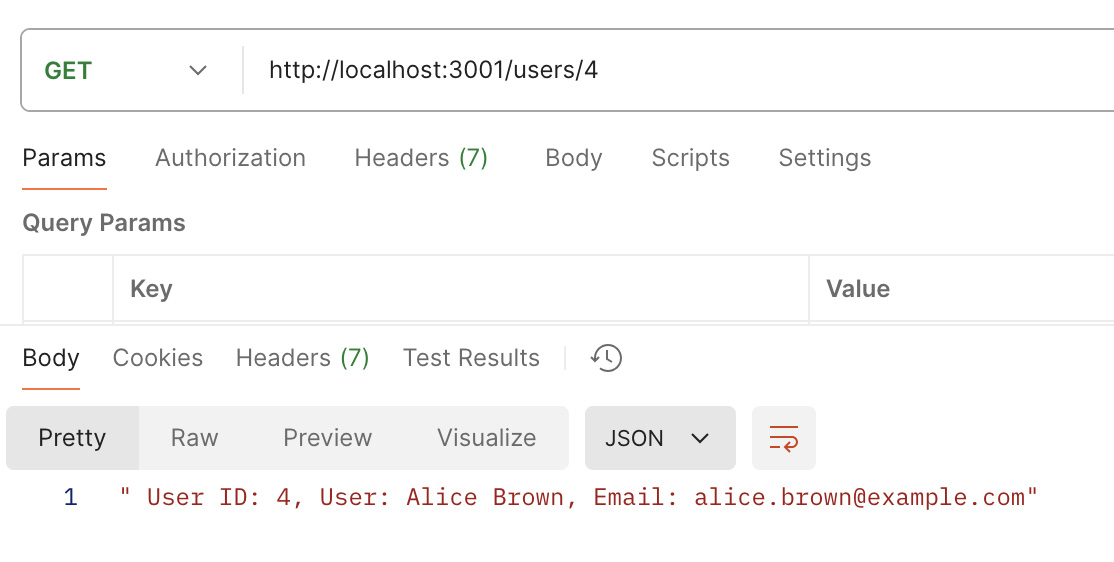 GET http://localhost:3001/users/4
Params Authorization Headers (7) Body Scripts Settings
Query Params
Key Value
Body Cookies Headers (7) Test Results
Pretty Raw Preview Visualize JSON
1 " User ID: 4, User: Alice Brown, Email: alice.brown@example.com"